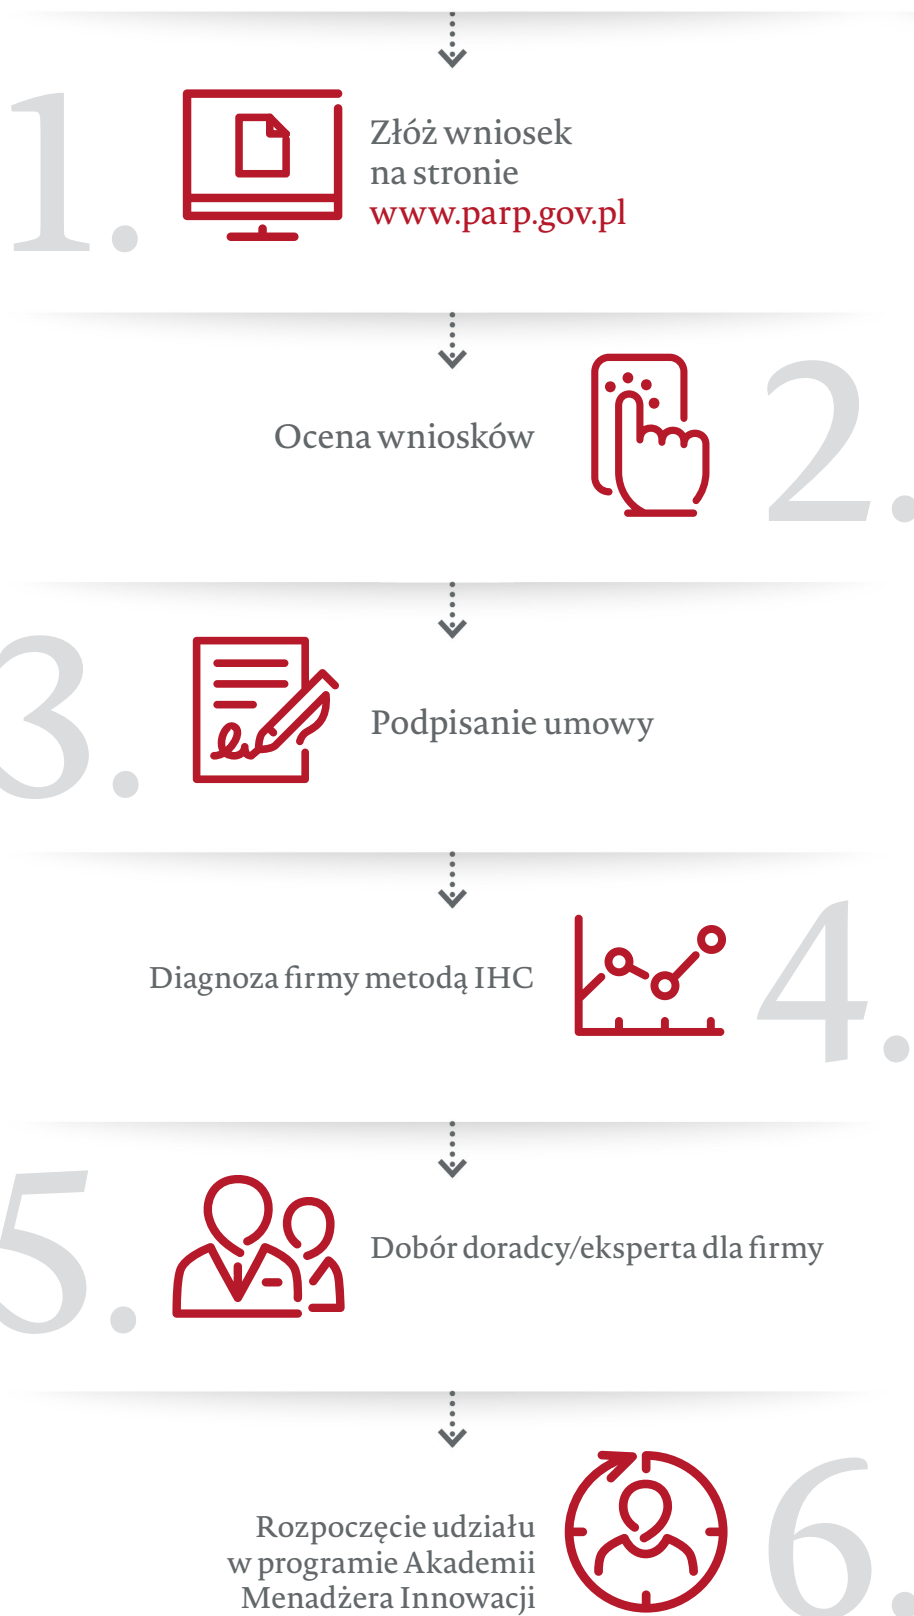 1.
Złóż wniosek
na stronie
www.parp.gov.pl
Ocena wniosków
2.
3.
Podpisanie umowy
Diagnoza firmy metodą IHC
4.
5.
Dobór doradcy/eksperta dla firmy
Rozpoczęcie udziału
w programie Akademii
Menadżera Innowacji
6.